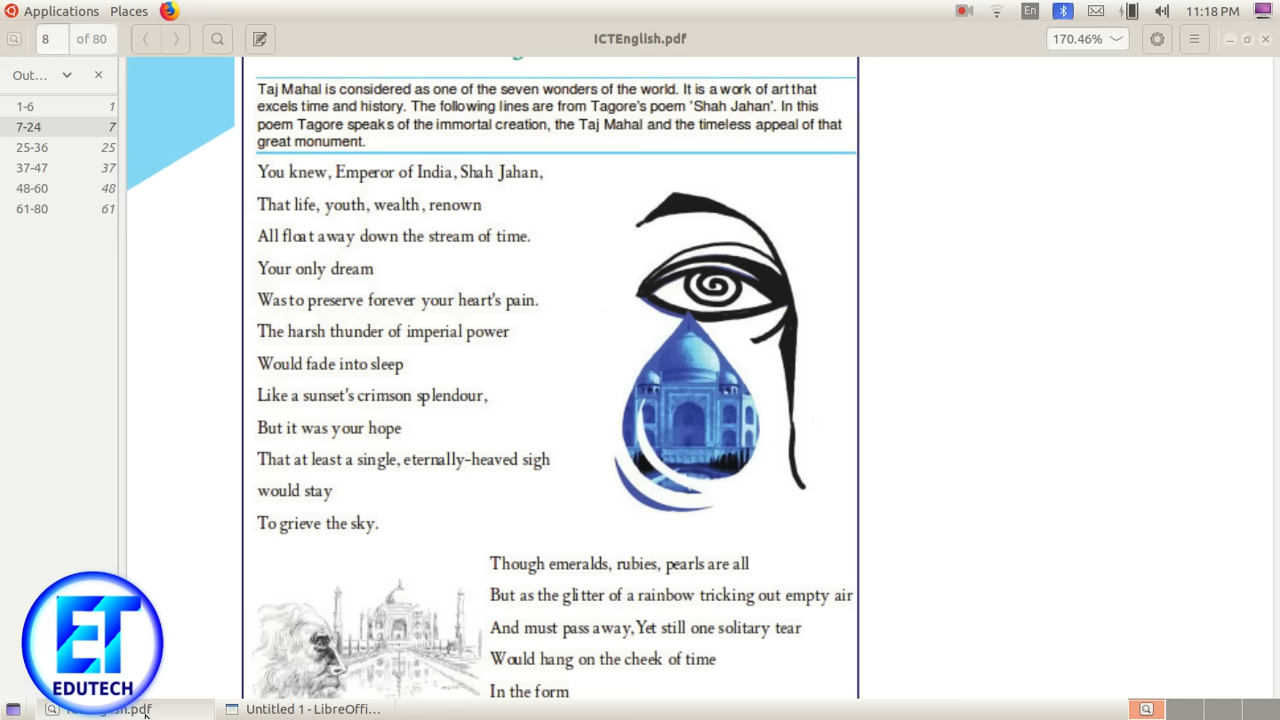 Applications Places En 11:18 PM
8 of 80 ICTEnglish.pdf 170.46%
Out...
1-6 1
7-24 7
25-36 25
37-47 37
48-60 48
61-80 61
Taj Mahal is considered as one of the seven wonders of the world. It is a work of art that
excels time and history. The following lines are from Tagore's poem 'Shah Jahan'. In this
poem Tagore speaks of the immortal creation, the Taj Mahal and the timeless appeal of that
great monument.
You knew, Emperor of India, Shah Jahan,
That life, youth, wealth, renown
All float away down the stream of time.
Your only dream
Was to preserve forever your heart's pain.
The harsh thunder of imperial power
Would fade into sleep
Like a sunset's crimson splendour,
But it was your hope
That at least a single, eternally-heaved sigh
would stay
To grieve the sky.
Though emeralds, rubies, pearls are all
But as the glitter of a rainbow tricking out empty air
And must pass away, Yet still one solitary tear
Would hang on the cheek of time
In the form
ET
EDUTECH
ICTEnglish.pdf Untitled 1 - LibreOffi...